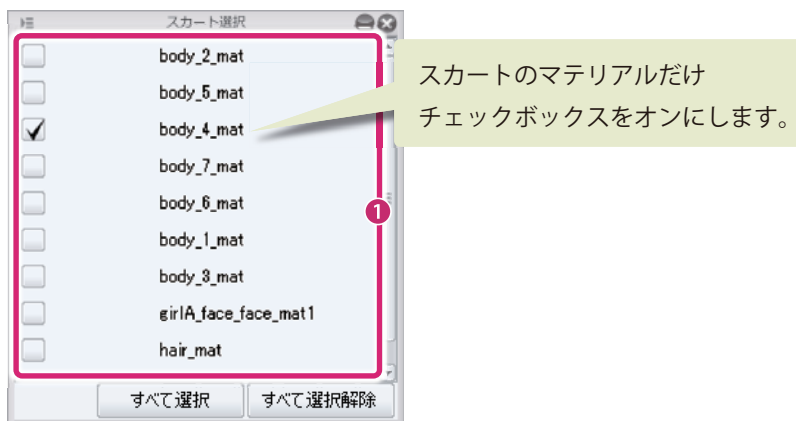 スカート選択
body_2_mat
スカートのマテリアルだけ
チェックボックスをオンにします。
body_5_mat
body_4_mat
body_7_mat
body_6_mat
1
body_1_mat
body_3_mat
girlA_face_face_mat1
hair_mat
すべて選択 すべて選択解除